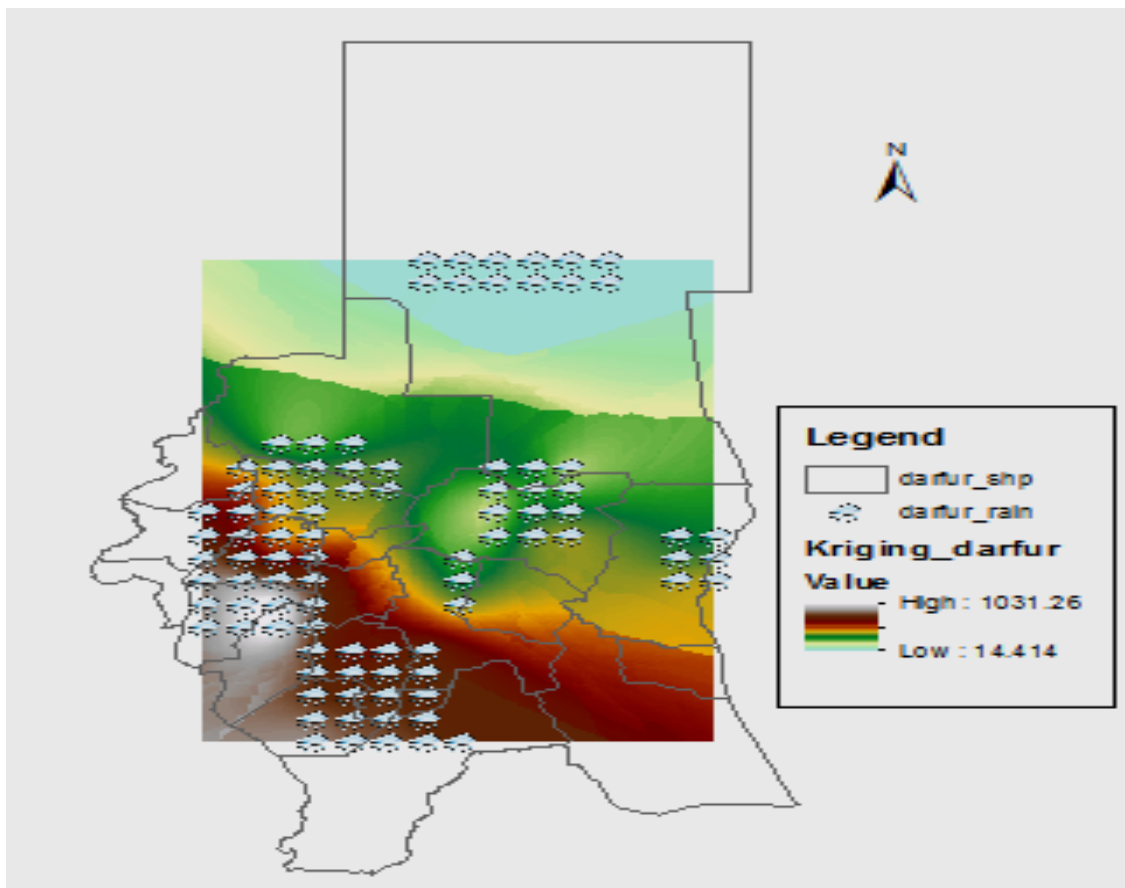 N
Legend
darfur_shp
darfur_rain
Kriging_darfur
Value
High : 1031.26
Low : 14.414